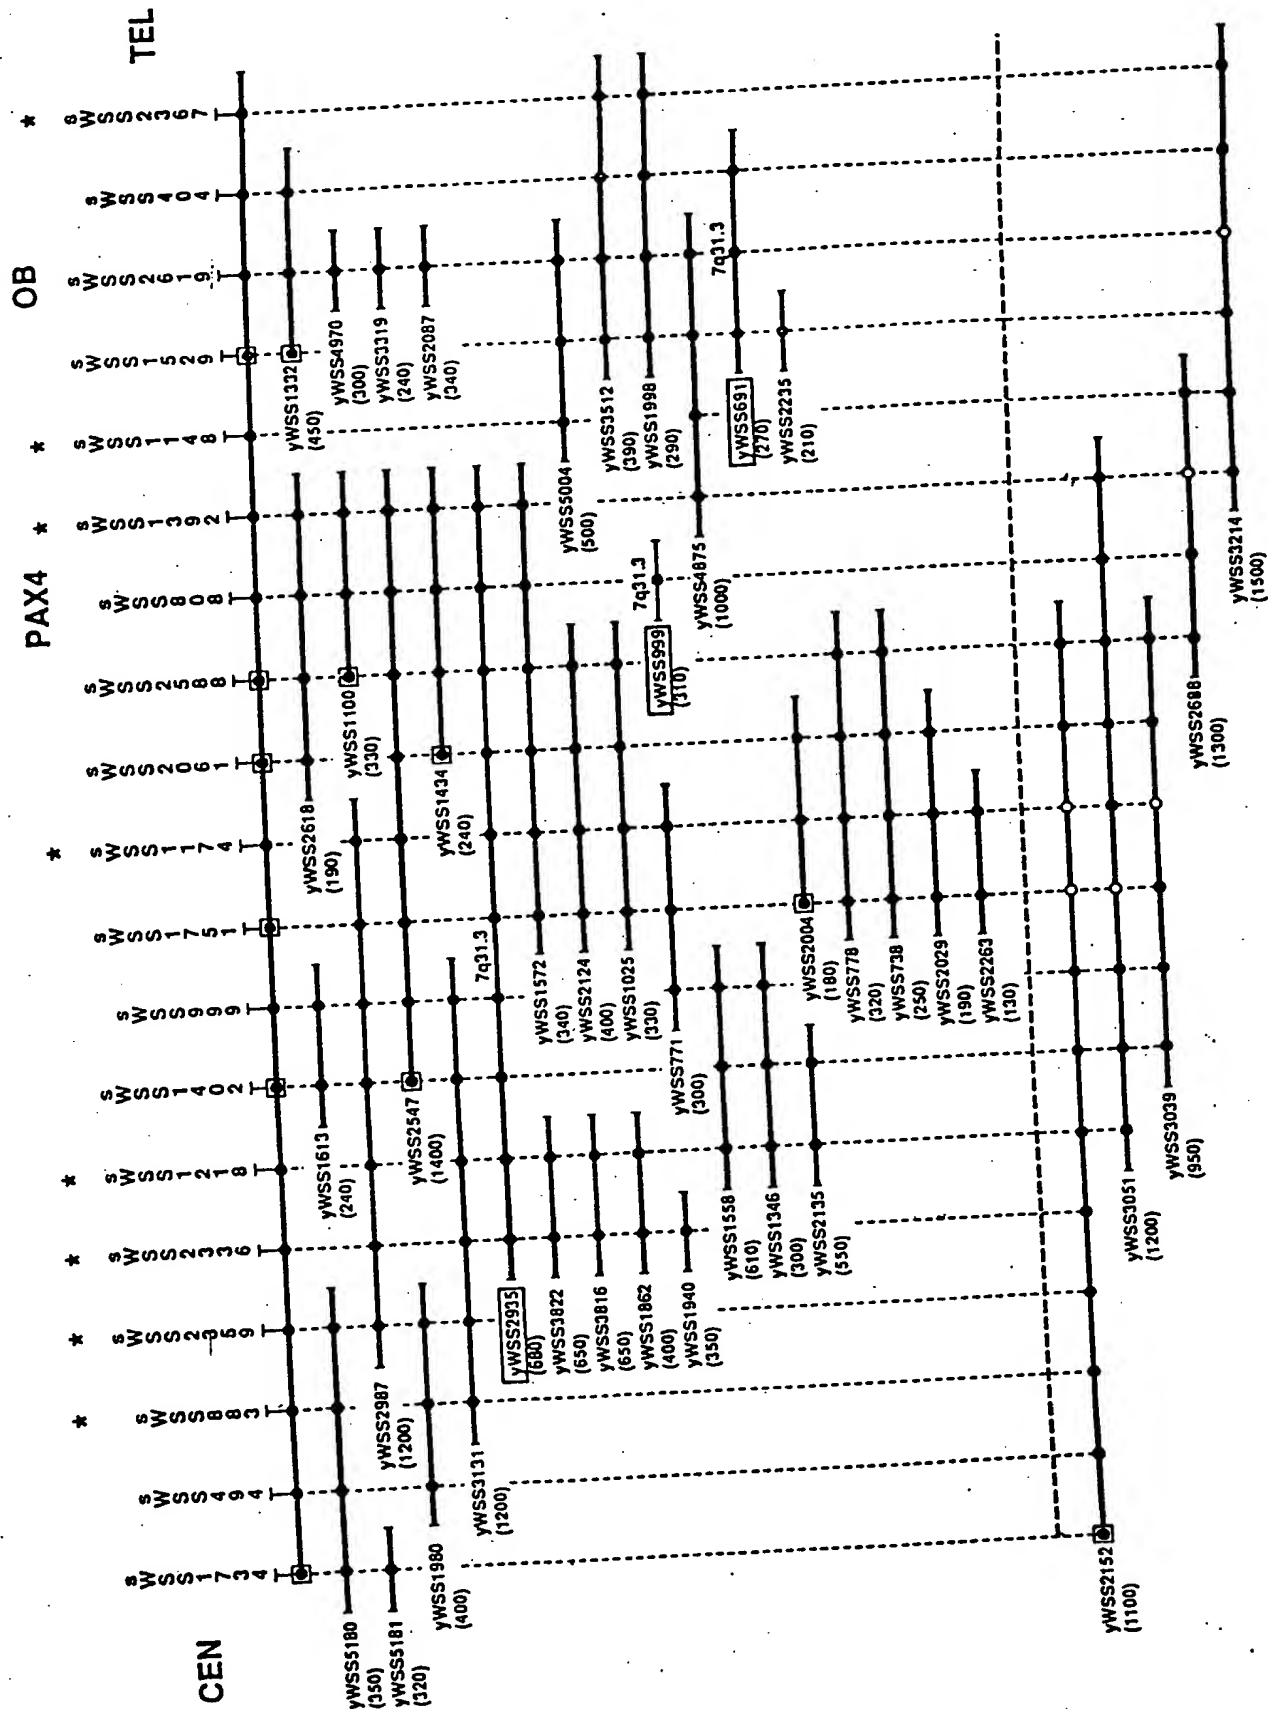 CEN
TEL
PAX4
OB
*
*
*
*
*
*
*
*
sWSS1734
sWSS494
sWSS883
sWSS2359
sWSS2336
sWSS1218
sWSS1402
sWSS999
sWSS1751
sWSS1174
sWSS2061
sWSS2588
sWSS808
sWSS1392
sWSS1148
sWSS1529
sWSS2619
sWSS404
sWSS2367
yWSS5180
(350)
yWSS5181
(320)
yWSS1980
(400)
yWSS3131
(1200)
yWSS2987
(1200)
yWSS1613
(240)
yWSS2547
(1400)
yWSS2935
(680)
7q31.3
yWSS3822
(650)
yWSS3816
(650)
yWSS1862
(400)
yWSS1940
(350)
yWSS1558
(610)
yWSS1346
(300)
yWSS2135
(550)
yWSS2618
(190)
yWSS1100
(330)
yWSS1434
(240)
yWSS1572
(340)
yWSS2124
(400)
yWSS1025
(330)
yWSS771
(300)
yWSS2004
(180)
yWSS778
(320)
yWSS738
(250)
yWSS2029
(190)
yWSS2263
(130)
yWSS1332
(450)
yWSS4970
(300)
yWSS3319
(240)
yWSS2087
(340)
yWSS5004
(500)
yWSS3512
(390)
yWSS1998
(290)
yWSS999
(310)
7q31.3
yWSS4875
(1000)
yWSS691
(270)
7q31.3
yWSS2235
(210)
yWSS2152
(1100)
yWSS3051
(1200)
yWSS3039
(950)
yWSS2688
(1300)
yWSS3214
(1500)